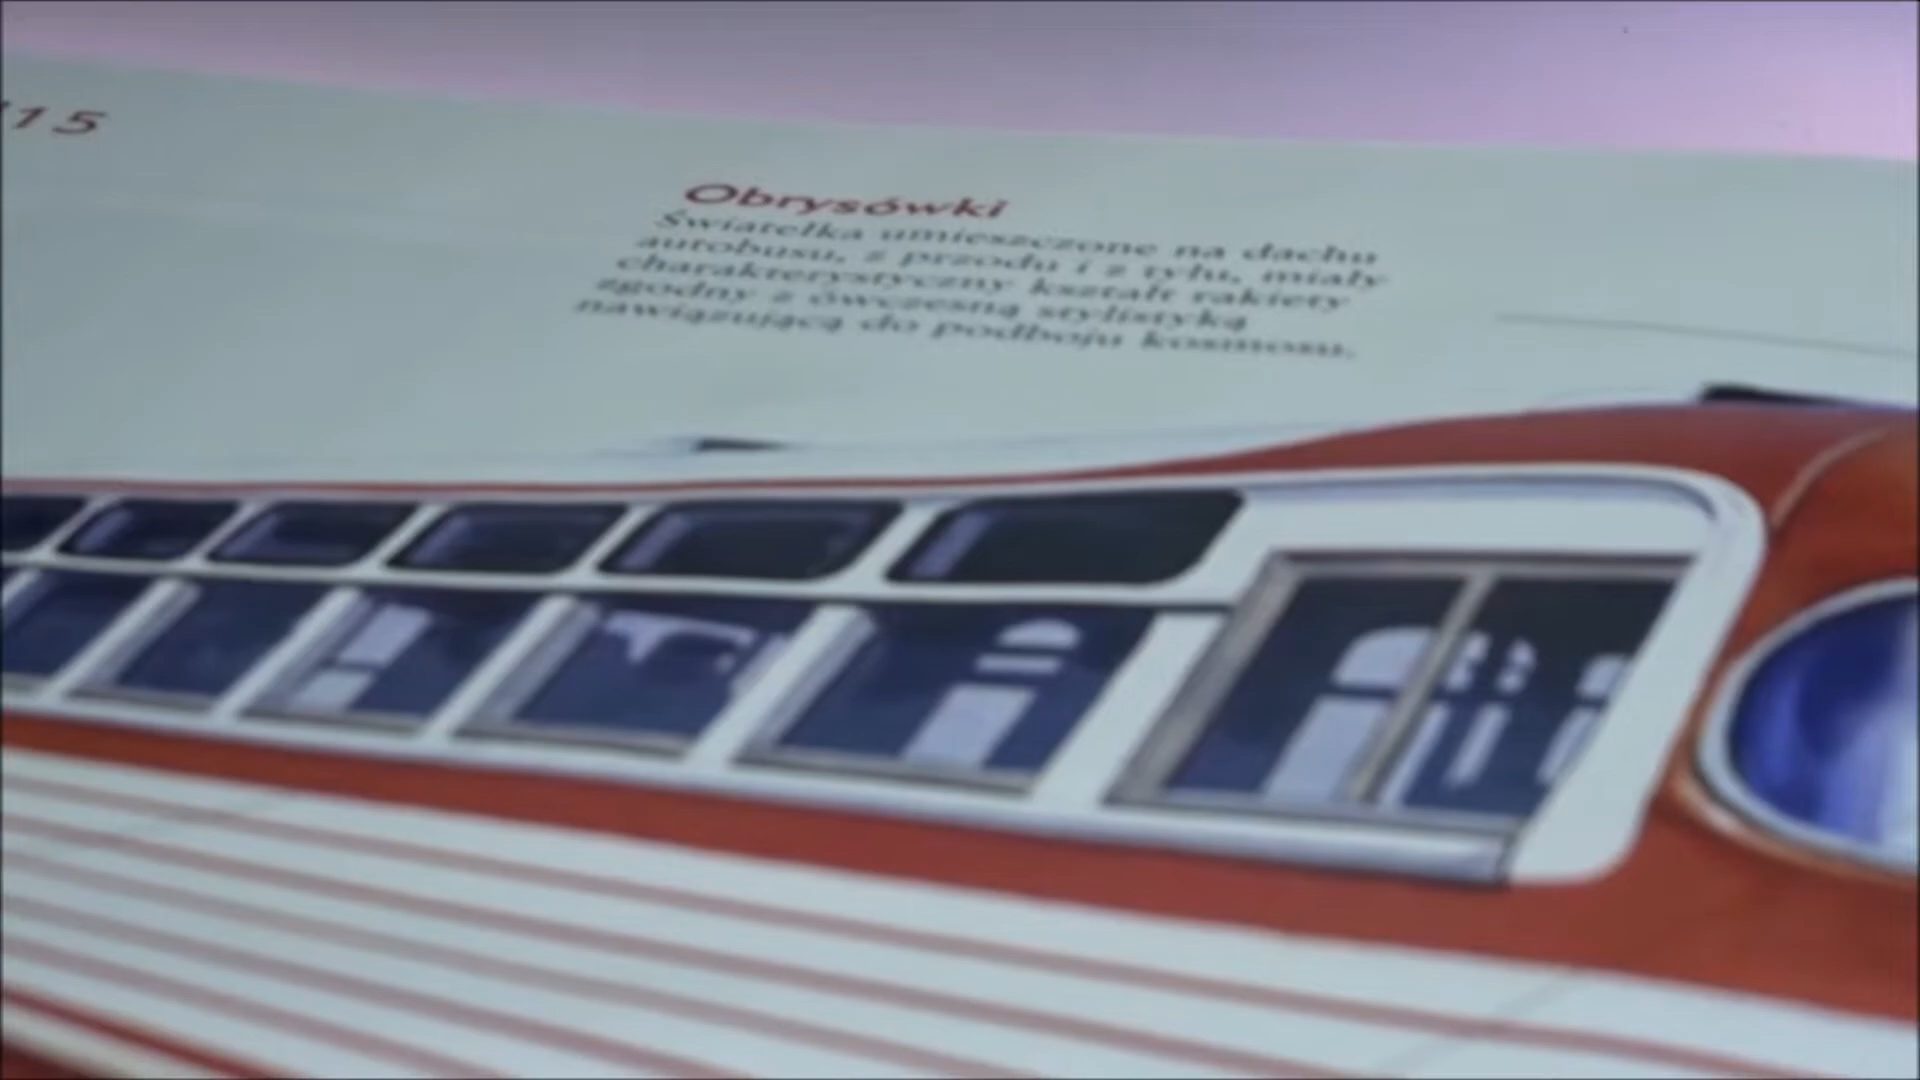 15
Obrysówki
Światełka umieszczone na dachu
autobusu, z przodu i z tyłu, miały
charakterystyczny kształt rakiety
zgodny z ówczesną stylistyką
nawiązującą do podboju kosmosu.